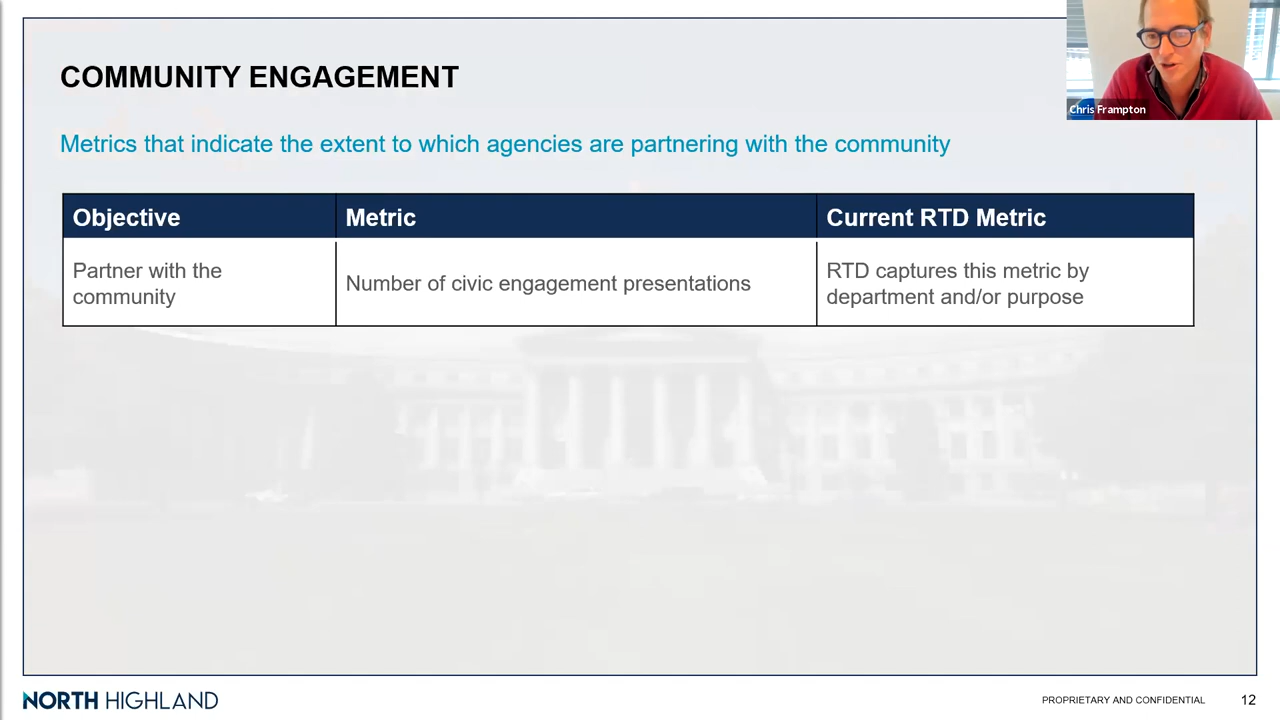 COMMUNITY ENGAGEMENT
Chris Frampton
Metrics that indicate the extent to which agencies are partnering with the community
Objective
Metric
Current RTD Metric
Partner with the
community
Number of civic engagement presentations
RTD captures this metric by
department and/or purpose
NORTH HIGHLAND
PROPRIETARY AND CONFIDENTIAL
12